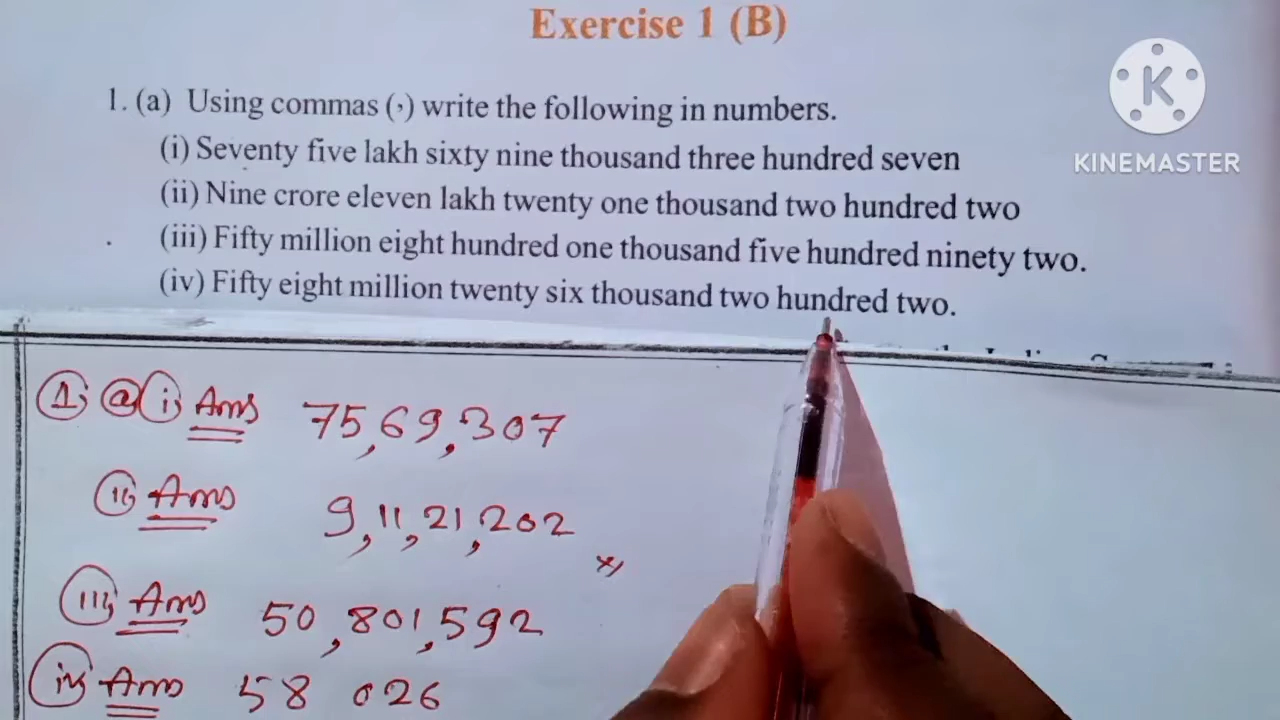 Exercise 1 (B)
1. (a) Using commas (,) write the following in numbers.
(i) Seventy five lakh sixty nine thousand three hundred seven
(ii) Nine crore eleven lakh twenty one thousand two hundred two
(iii) Fifty million eight hundred one thousand five hundred ninety two.
(iv) Fifty eight million twenty six thousand two hundred two.
KINEMASTER
1 a i Ans 75,69,307
ii Ans 9,11,21,202
iii Ans 50,801,592
iv Ans 58 026